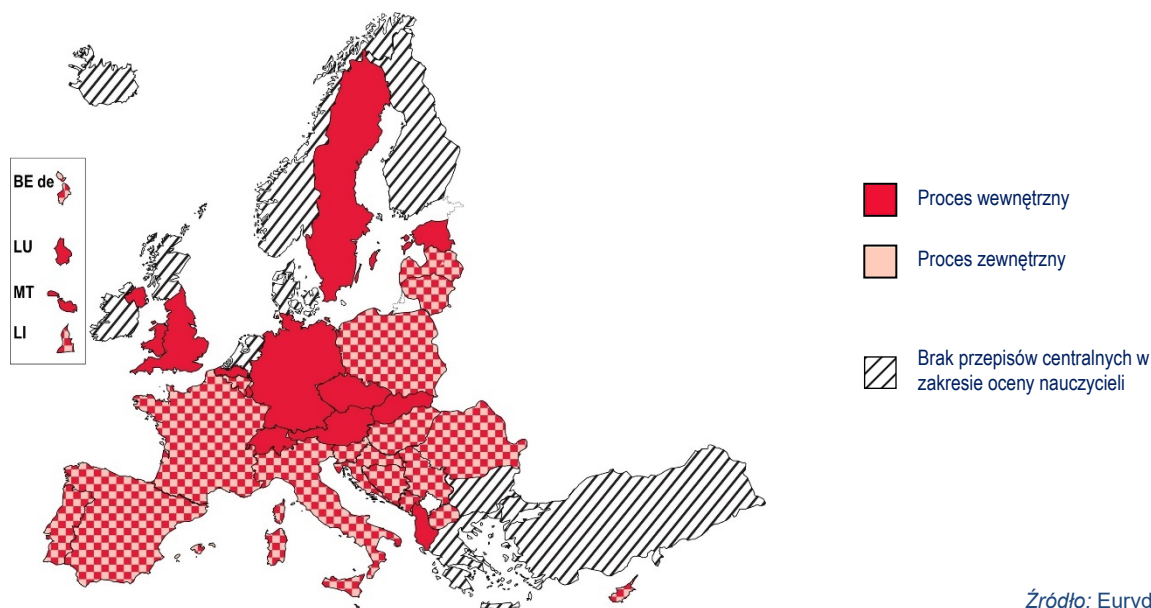 BE de
LU
MT
LI
Proces wewnętrzny
Proces zewnętrzny
Brak przepisów centralnych w
zakresie oceny nauczycieli
Źródło: Euryd